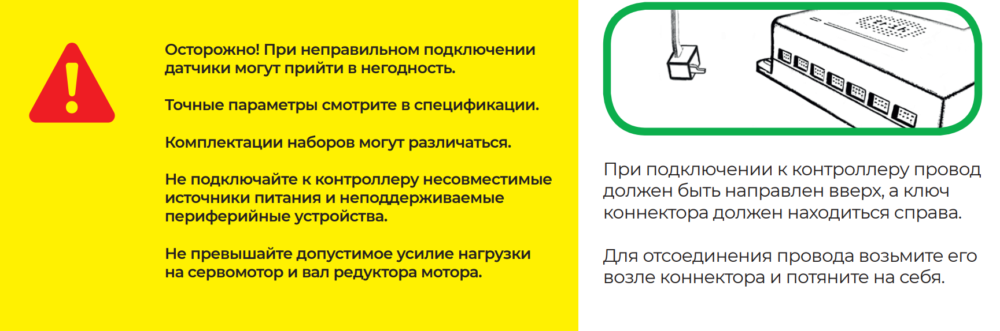 Осторожно! При неправильном подключении
датчики могут прийти в негодность.
Точные параметры смотрите в спецификации.
Комплектации наборов могут различаться.
Не подключайте к контроллеру несовместимые
источники питания и неподдерживаемые
периферийные устройства.
Не превышайте допустимое усилие нагрузки
на сервомотор и вал редуктора мотора.
При подключении к контроллеру провод
должен быть направлен вверх, а ключ
коннектора должен находиться справа.
Для отсоединения провода возьмите его
возле коннектора и потяните на себя.